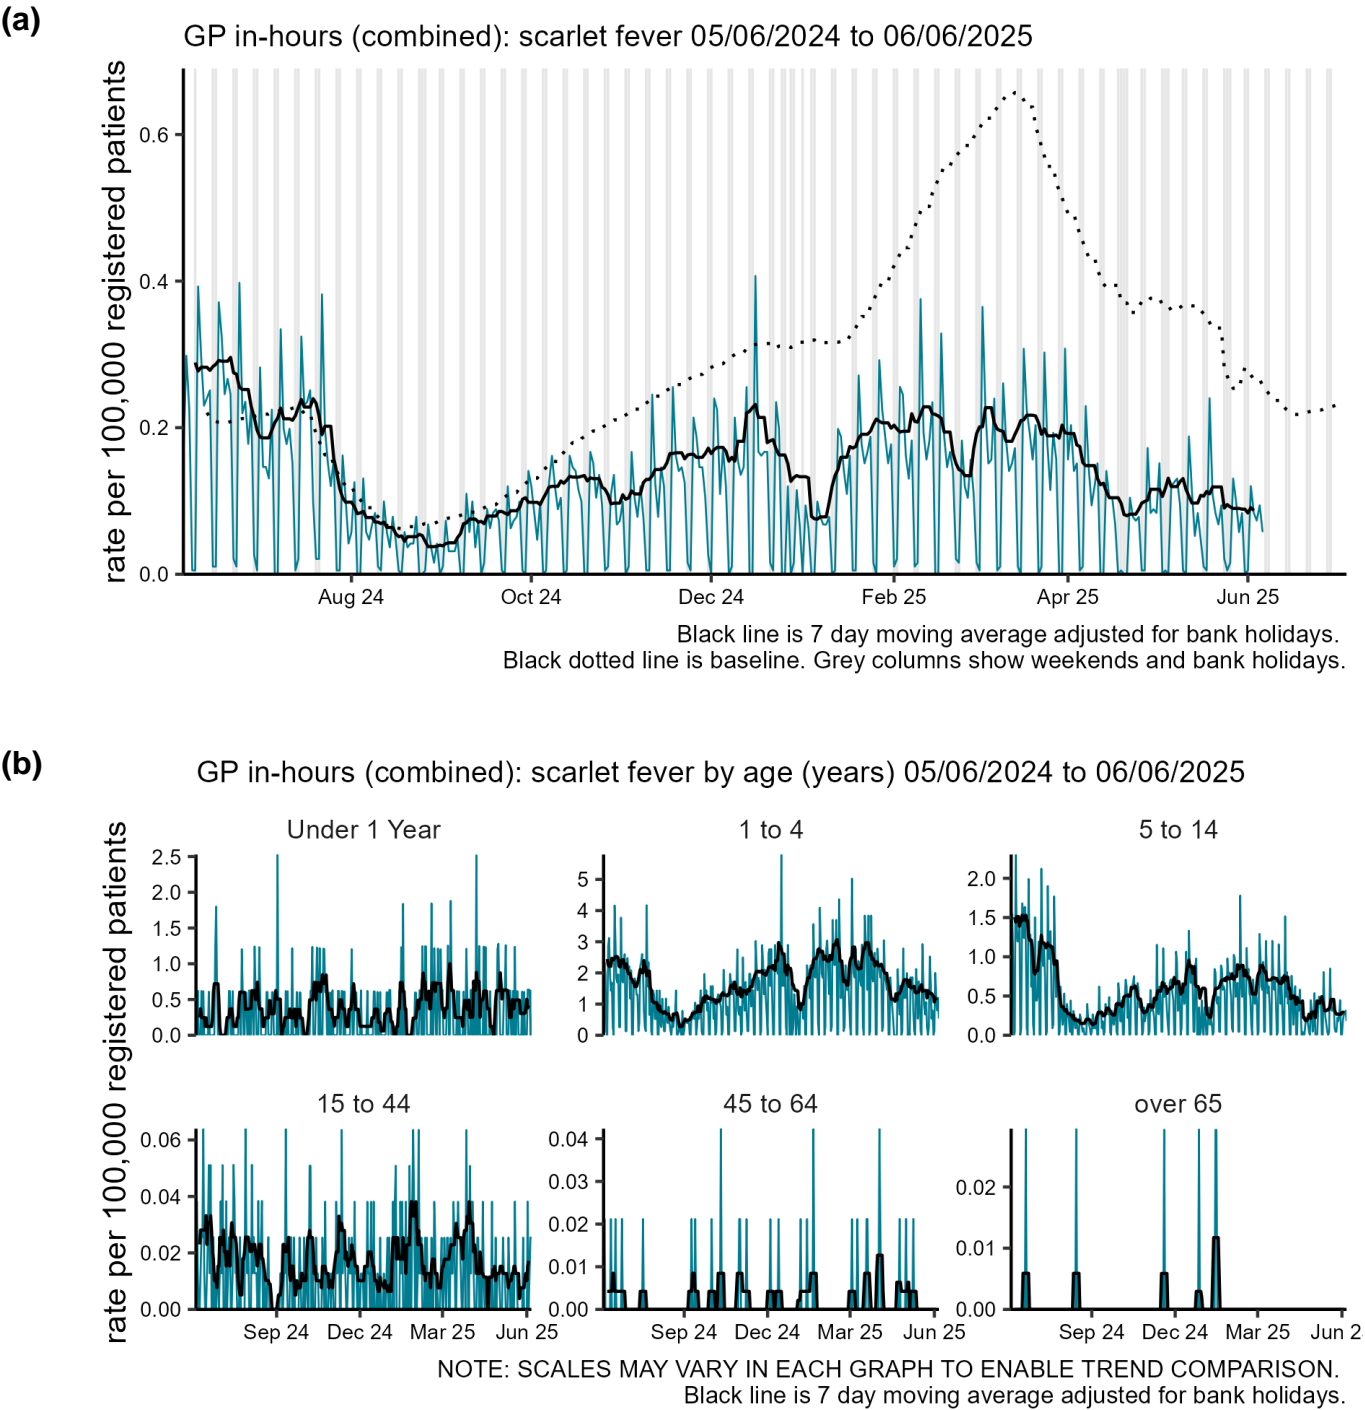 (a)
GP in-hours (combined): scarlet fever 05/06/2024 to 06/06/2025
rate per 100,000 registered patients
0.6
0.4
0.2
0.0
Aug 24 Oct 24 Dec 24 Feb 25 Apr 25 Jun 25
Black line is 7 day moving average adjusted for bank holidays.
Black dotted line is baseline. Grey columns show weekends and bank holidays.
(b)
GP in-hours (combined): scarlet fever by age (years) 05/06/2024 to 06/06/2025
rate per 100,000 registered patients
Under 1 Year
2.5
2.0
1.5
1.0
0.5
0.0
1 to 4
5
4
3
2
1
0
5 to 14
2.0
1.5
1.0
0.5
0.0
15 to 44
0.06
0.04
0.02
0.00
Sep 24 Dec 24 Mar 25 Jun 25
45 to 64
0.04
0.03
0.02
0.01
0.00
Sep 24 Dec 24 Mar 25 Jun 25
over 65
0.02
0.01
0.00
Sep 24 Dec 24 Mar 25 Jun
NOTE: SCALES MAY VARY IN EACH GRAPH TO ENABLE TREND COMPARISON.
Black line is 7 day moving average adjusted for bank holidays.